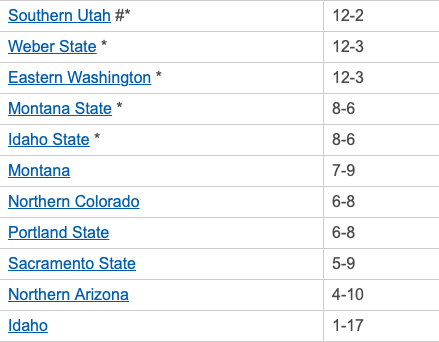 Southern Utah #* 12-2
Weber State * 12-3
Eastern Washington * 12-3
Montana State * 8-6
Idaho State * 8-6
Montana 7-9
Northern Colorado 6-8
Portland State 6-8
Sacramento State 5-9
Northern Arizona 4-10
Idaho 1-17